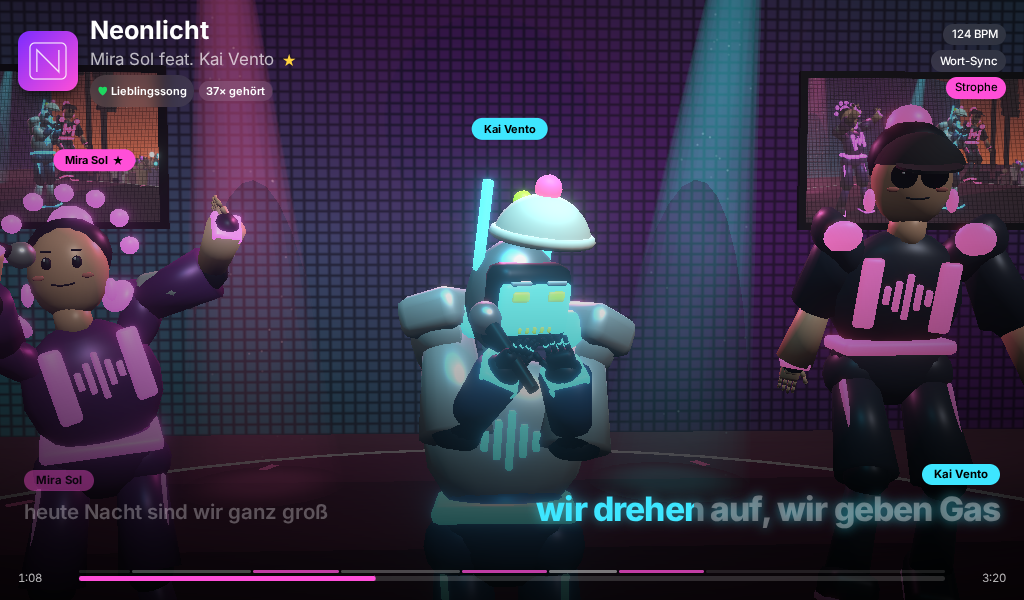 Neonlicht
Mira Sol feat. Kai Vento ★
Lieblingssong
37× gehört
124 BPM
Wort-Sync
Strophe
Kai Vento
Mira Sol ★
Mira Sol
heute Nacht sind wir ganz groß
Kai Vento
wir drehen auf, wir geben Gas
1:08
3:20